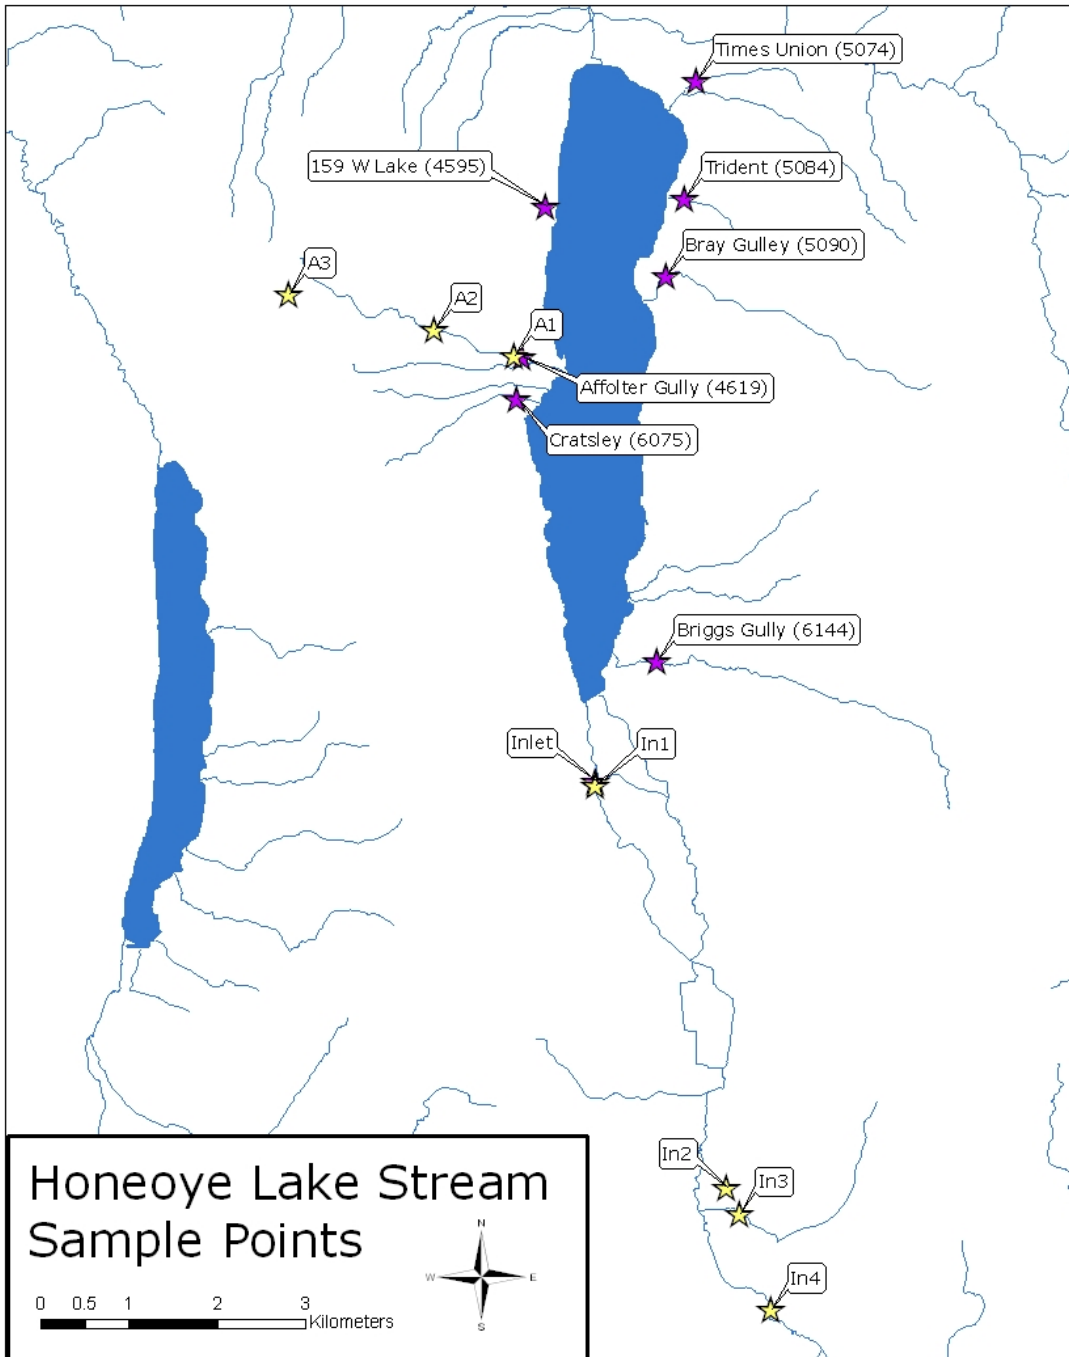 Times Union (5074)
159 W Lake (4595)
Trident (5084)
Bray Gulley (5090)
A3
A2
A1
Affolter Gully (4619)
Cratsley (6075)
Briggs Gully (6144)
Inlet
In1
In2
In3
In4
Honeoye Lake Stream
Sample Points
N
W E
S
0 0.5 1 2 3
Kilometers